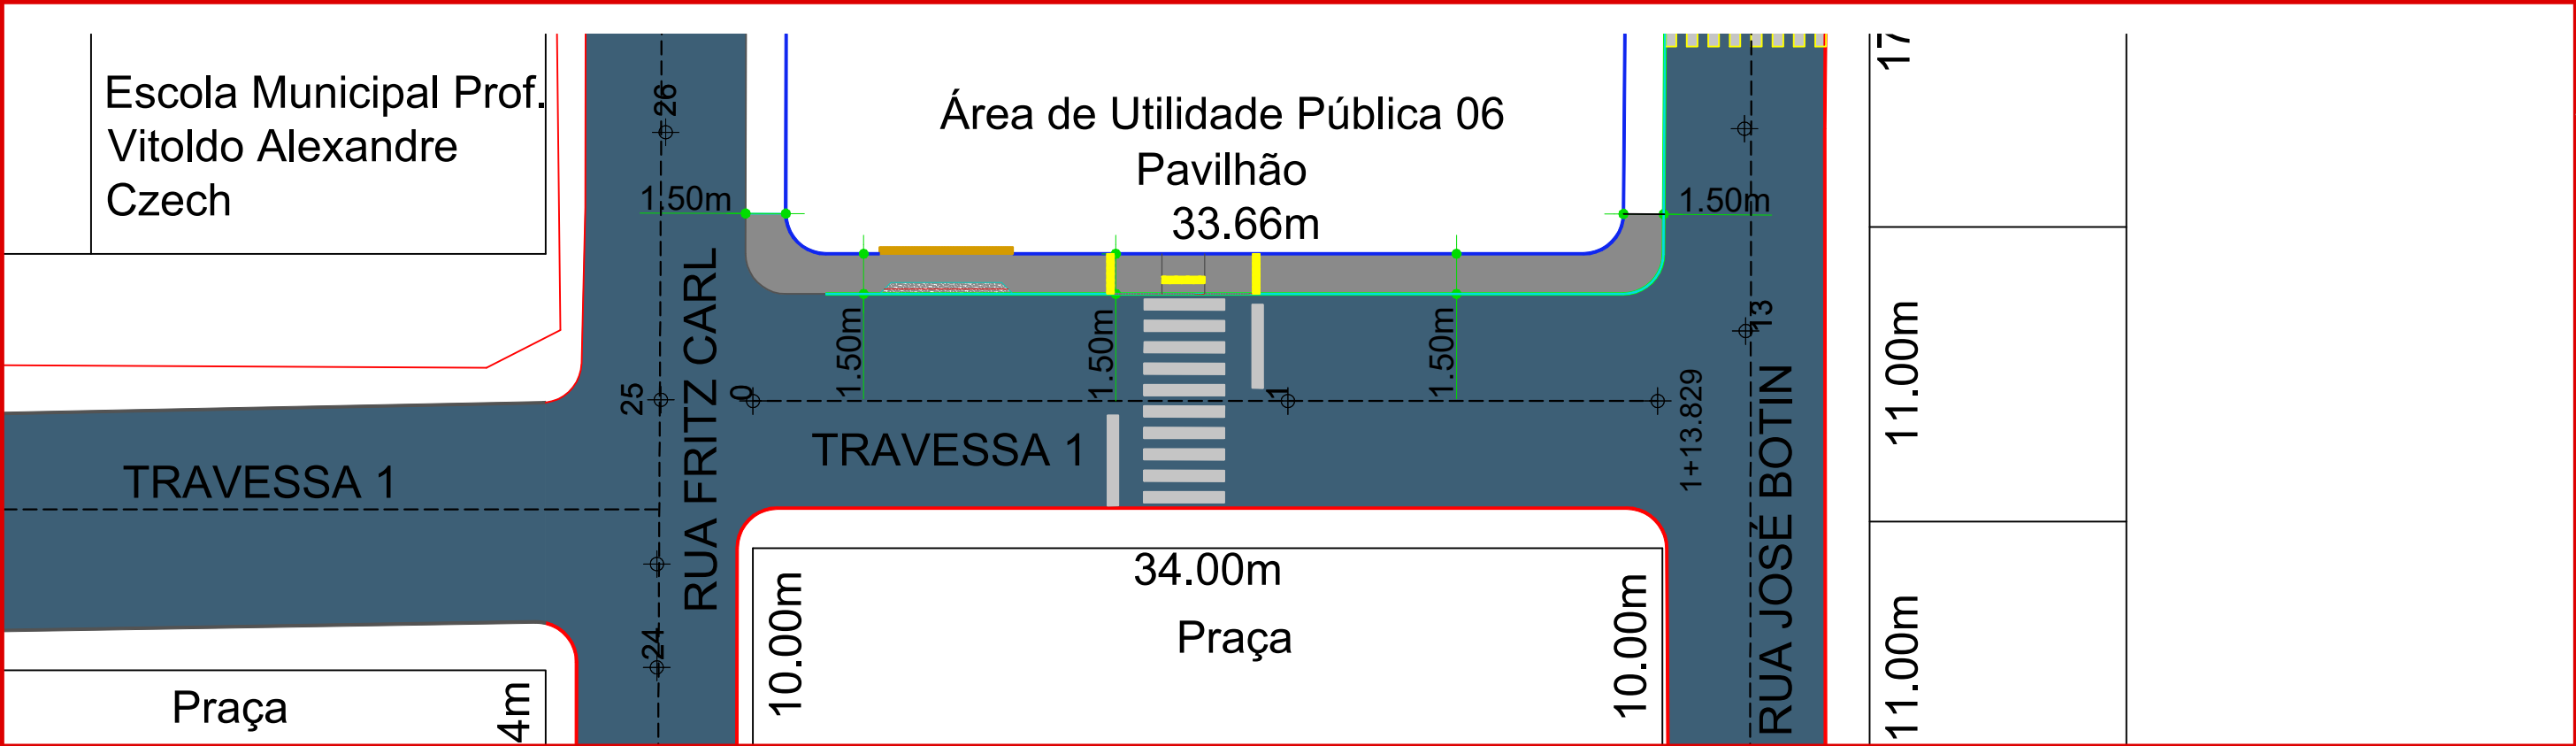 Escola Municipal Prof.
Vitoldo Alexandre
Czech
26
Área de Utilidade Pública 06
Pavilhão
33.66m
17
1.50m
1.50m
RUA FRITZ CARL
1.50m
1.50m
1.50m
13
11.00m
25
0
1
1+13.829
TRAVESSA 1
TRAVESSA 1
RUA JOSÉ BOTIN
34.00m
10.00m
10.00m
Praça
24
Praça
4m
11.00m